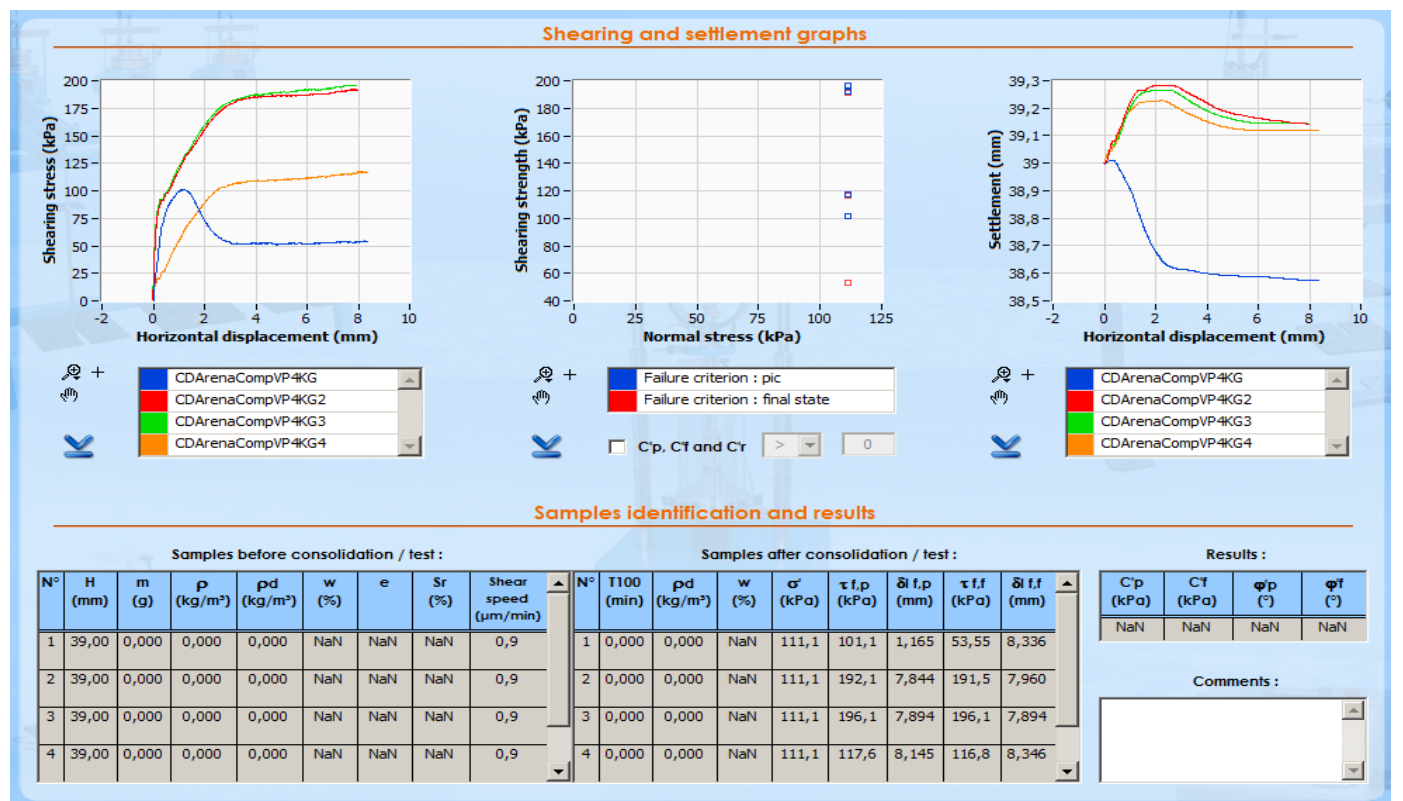 Shearing and settlement graphs
Shearing stress (kPa)
200
175
150
125
100
75
50
25
0
-2 0 2 4 6 8 10
Horizontal displacement (mm)
Shearing strength (kPa)
200
180
160
140
120
100
80
60
40
0 25 50 75 100 125
Normal stress (kPa)
Settlement (mm)
39,3
39,2
39,1
39
38,9
38,8
38,7
38,6
38,5
-2 0 2 4 6 8 10
Horizontal displacement (mm)
CDArenaCompVP4KG
CDArenaCompVP4KG2
CDArenaCompVP4KG3
CDArenaCompVP4KG4
Failure criterion : pic
Failure criterion : final state
C'p, C'f and C'r > 0
CDArenaCompVP4KG
CDArenaCompVP4KG2
CDArenaCompVP4KG3
CDArenaCompVP4KG4
Samples identification and results
Samples before consolidation / test :
N° H (mm) m (g) ρ (kg/m³) ρd (kg/m³) w (%) e Sr (%) Shear speed (µm/min)
1 39,00 0,000 0,000 0,000 NaN NaN NaN 0,9
2 39,00 0,000 0,000 0,000 NaN NaN NaN 0,9
3 39,00 0,000 0,000 0,000 NaN NaN NaN 0,9
4 39,00 0,000 0,000 0,000 NaN NaN NaN 0,9
Samples after consolidation / test :
N° T100 (min) ρd (kg/m³) w (%) σ' (kPa) τ f,p (kPa) δl f,p (mm) τ f,f (kPa) δl f,f (mm)
1 0,000 0,000 NaN 111,1 101,1 1,165 53,55 8,336
2 0,000 0,000 NaN 111,1 192,1 7,844 191,5 7,960
3 0,000 0,000 NaN 111,1 196,1 7,894 196,1 7,894
4 0,000 0,000 NaN 111,1 117,6 8,145 116,8 8,346
Results :
C'p (kPa) C'f (kPa) φ'p (°) φ'f (°)
NaN NaN NaN NaN
Comments :